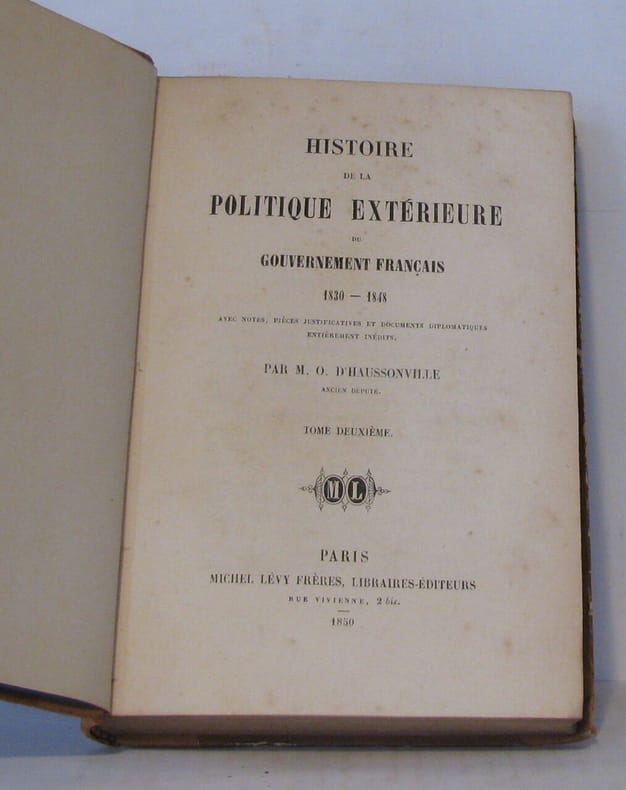 HISTOIRE
DE LA
POLITIQUE EXTÉRIEURE
DU
GOUVERNEMENT FRANÇAIS
1830 — 1848
AVEC NOTES, PIÈCES JUSTIFICATIVES ET DOCUMENTS DIPLOMATIQUES
ENTIÈREMENT INÉDITS,
PAR M. O. D'HAUSSONVILLE
ANCIEN DÉPUTÉ.
TOME DEUXIÈME.
ML
PARIS
MICHEL LÉVY FRÈRES, LIBRAIRES-ÉDITEURS
RUE VIVIENNE, 2 bis.
1850